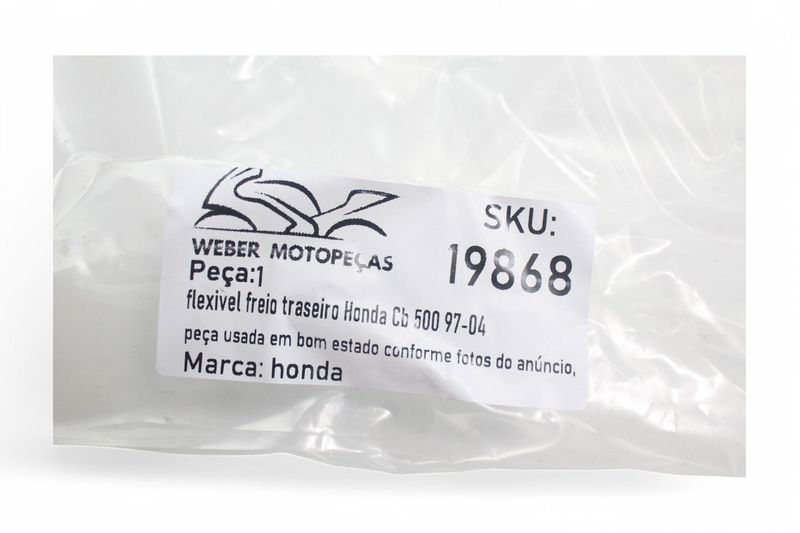 WEBER MOTOPEÇAS
SKU:
19868
Peça:1
flexivel freio traseiro Honda Cb 500 97-04
peça usada em bom estado conforme fotos do anúncio,
Marca: honda